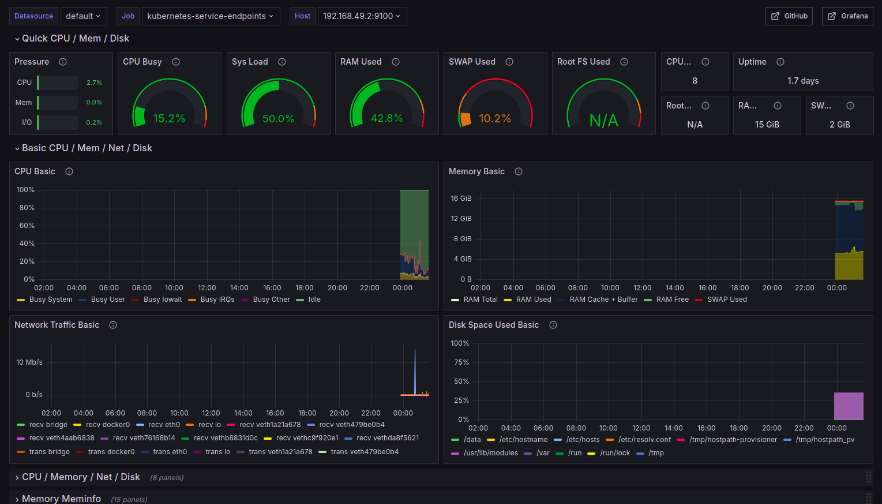 Datasource default Job kubernetes-service-endpoints Host 192.168.49.2:9100 GitHub Grafana
Quick CPU / Mem / Disk
Pressure CPU Busy Sys Load RAM Used SWAP Used Root FS Used CPU... Uptime
CPU 2.7%
Mem 0.0%
I/O 0.2%
15.2% 50.0% 42.8% 10.2% N/A
8 1.7 days
Root... RA... SW...
N/A 15 GiB 2 GiB
Basic CPU / Mem / Net / Disk
CPU Basic
100%
80%
60%
40%
20%
0%
02:00 04:00 06:00 08:00 10:00 12:00 14:00 16:00 18:00 20:00 22:00 00:00
Busy System Busy User Busy Iowait Busy IRQs Busy Other Idle
Memory Basic
16 GiB
12 GiB
8 GiB
4 GiB
0 B
02:00 04:00 06:00 08:00 10:00 12:00 14:00 16:00 18:00 20:00 22:00 00:00
RAM Total RAM Used RAM Cache + Buffer RAM Free SWAP Used
Network Traffic Basic
10 Mb/s
0 b/s
02:00 04:00 06:00 08:00 10:00 12:00 14:00 16:00 18:00 20:00 22:00 00:00
recv bridge recv docker0 recv eth0 recv lo recv veth1a21a678 recv veth479be0b4
recv veth4aab6838 recv veth76168b14 recv vethb8831d0c recv vethc9f920e1 recv vethda8f5621
trans bridge trans docker0 trans eth0 trans lo trans veth1a21a678 trans veth479be0b4
Disk Space Used Basic
100%
75%
50%
25%
0%
02:00 04:00 06:00 08:00 10:00 12:00 14:00 16:00 18:00 20:00 22:00 00:00
/data /etc/hostname /etc/hosts /etc/resolv.conf /tmp/hostpath-provisioner /tmp/hostpath_pv
/usr/lib/modules /var /run /run/lock /tmp
CPU / Memory / Net / Disk (8 panels)
Memory Meminfo (15 panels)